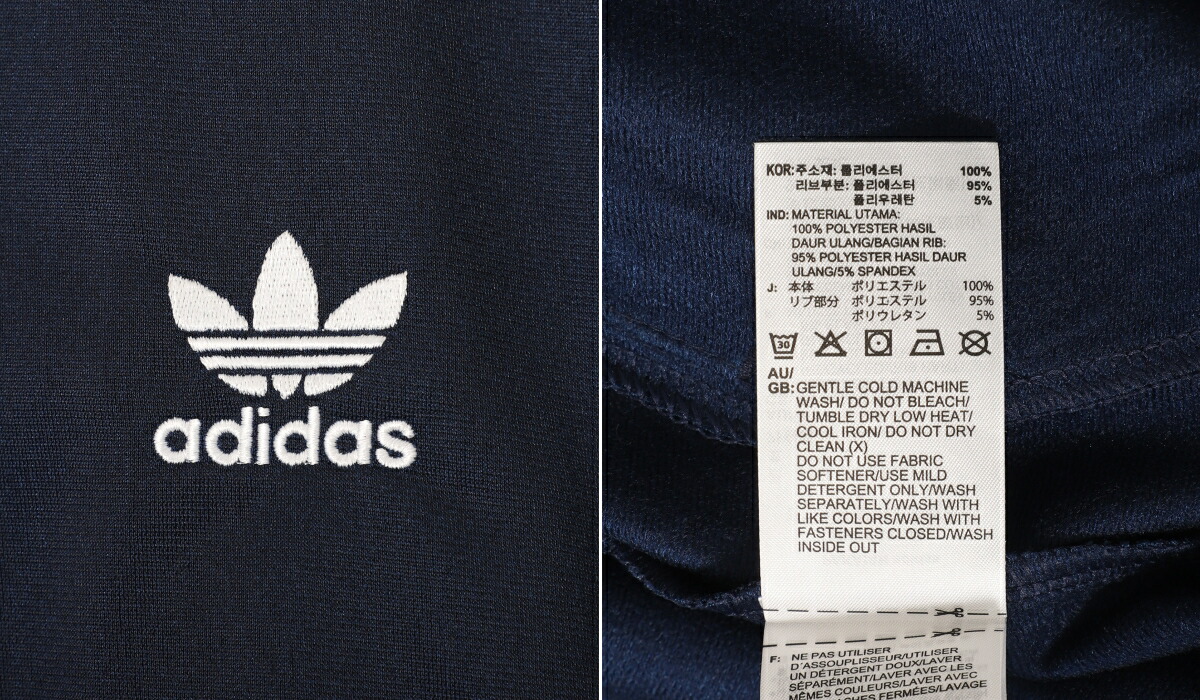 adidas
KOR: 주소재: 폴리에스터 100%
리브부분: 폴리에스터 95%
폴리우레탄 5%
IND: MATERIAL UTAMA:
100% POLYESTER HASIL
DAUR ULANG/BAGIAN RIB:
95% POLYESTER HASIL DAUR
ULANG/5% SPANDEX
J: 本体 ポリエステル 100%
リブ部分 ポリエステル 95%
ポリウレタン 5%
30
AU/
GB: GENTLE COLD MACHINE
WASH/ DO NOT BLEACH/
TUMBLE DRY LOW HEAT/
COOL IRON/ DO NOT DRY
CLEAN (X)
DO NOT USE FABRIC
SOFTENER/USE MILD
DETERGENT ONLY/WASH
SEPARATELY/WASH WITH
LIKE COLORS/WASH WITH
FASTENERS CLOSED/WASH
INSIDE OUT
F: NE PAS UTILISER
D'ASSOUPLISSEUR/UTILISER
UN DÉTERGENT DOUX/LAVER
SÉPARÉMENT/LAVER AVEC LES
MÊMES COULEURS/LAVER AVEC
FERMÉES/LAVAGE